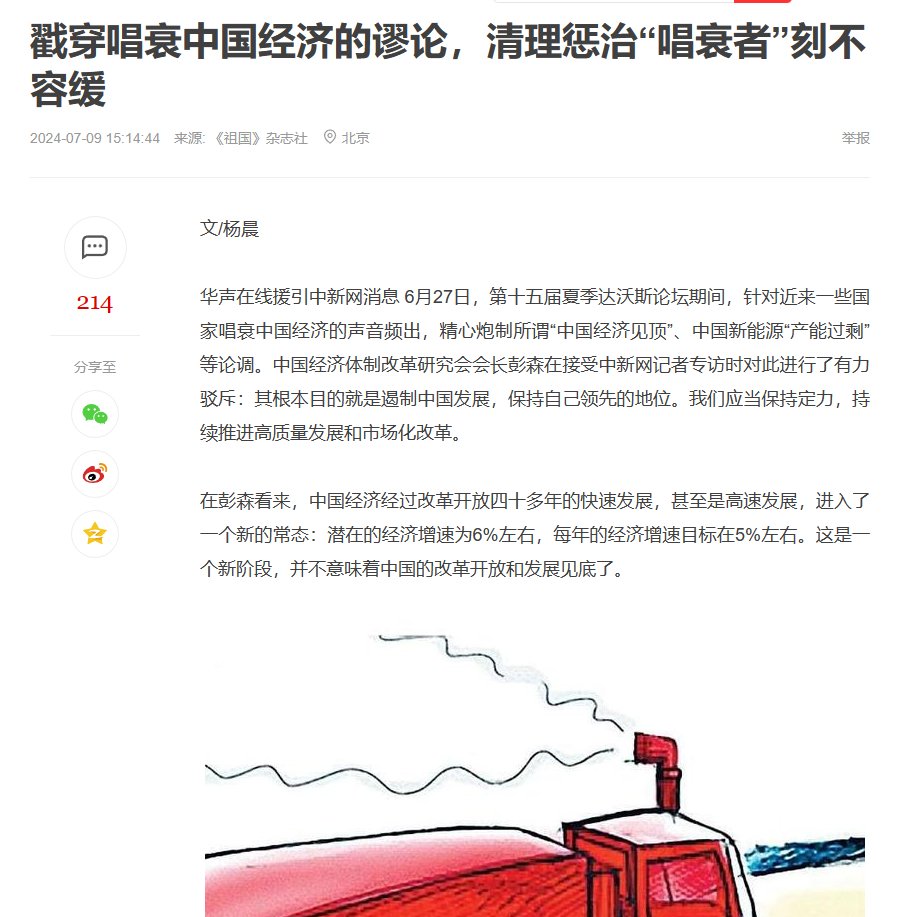 戳穿唱衰中国经济的谬论，清理惩治“唱衰者”刻不
容缓
2024-07-09 15:14:44 来源:《祖国》杂志社 北京
举报
214
分享至
文/杨晨
华声在线援引中新网消息 6月27日，第十五届夏季达沃斯论坛期间，针对近来一些国
家唱衰中国经济的声音频出，精心炮制所谓“中国经济见顶”、中国新能源“产能过剩”
等论调。中国经济体制改革研究会会长彭森在接受中新网记者专访时对此进行了有力
驳斥：其根本目的就是遏制中国发展，保持自己领先的地位。我们应当保持定力，持
续推进高质量发展和市场化改革。
在彭森看来，中国经济经过改革开放四十多年的快速发展，甚至是高速发展，进入了
一个新的常态：潜在的经济增速为6%左右，每年的经济增速目标在5%左右。这是一
个新阶段，并不意味着中国的改革开放和发展见底了。